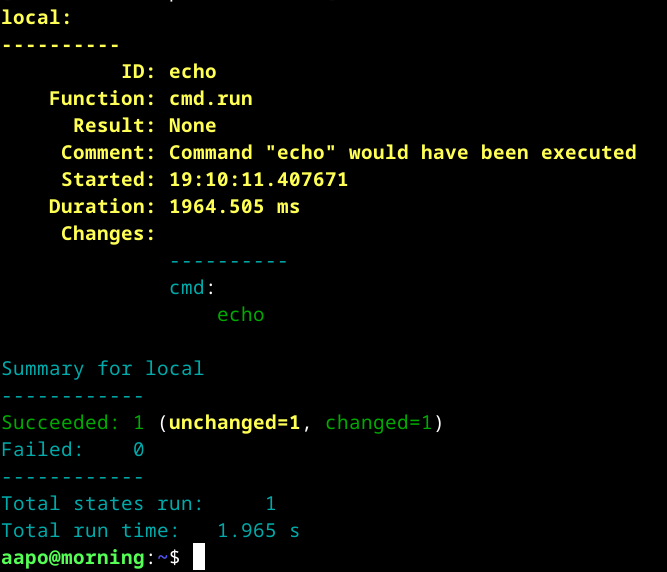 local:
----------
          ID: echo
    Function: cmd.run
      Result: None
     Comment: Command "echo" would have been executed
     Started: 19:10:11.407671
    Duration: 1964.505 ms
     Changes:
              ----------
              cmd:
                  echo

Summary for local
------------
Succeeded: 1 (unchanged=1, changed=1)
Failed:    0
------------
Total states run:     1
Total run time:   1.965 s
aapo@morning:~$